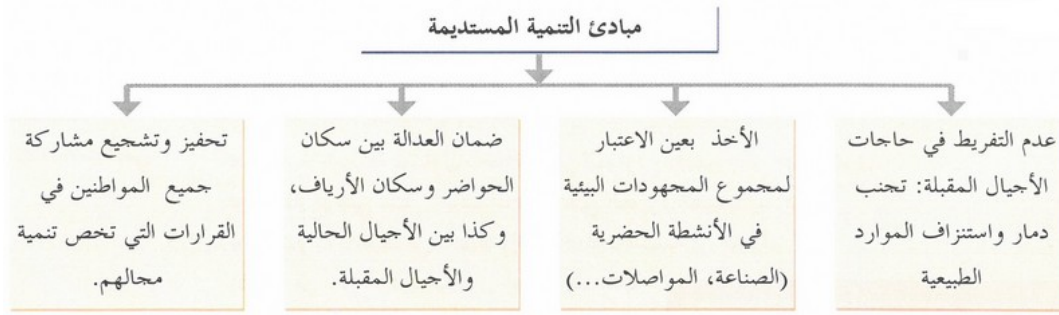 مبادئ التنمية المستديمة
عدم التفريط في حاجات
الأجيال المقبلة: تجنب
دمار واستنزاف الموارد
الطبيعية
الأخذ بعين الاعتبار
لمجموع المجهودات البيئية
في الأنشطة الحضرية
(الصناعة، المواصلات...)
ضمان العدالة بين سكان
الحواضر وسكان الأرياف،
وكذا بين الأجيال الحالية
والأجيال المقبلة.
تحفيز وتشجيع مشاركة
جميع المواطنين في
القرارات التي تخص تنمية
مجالهم.